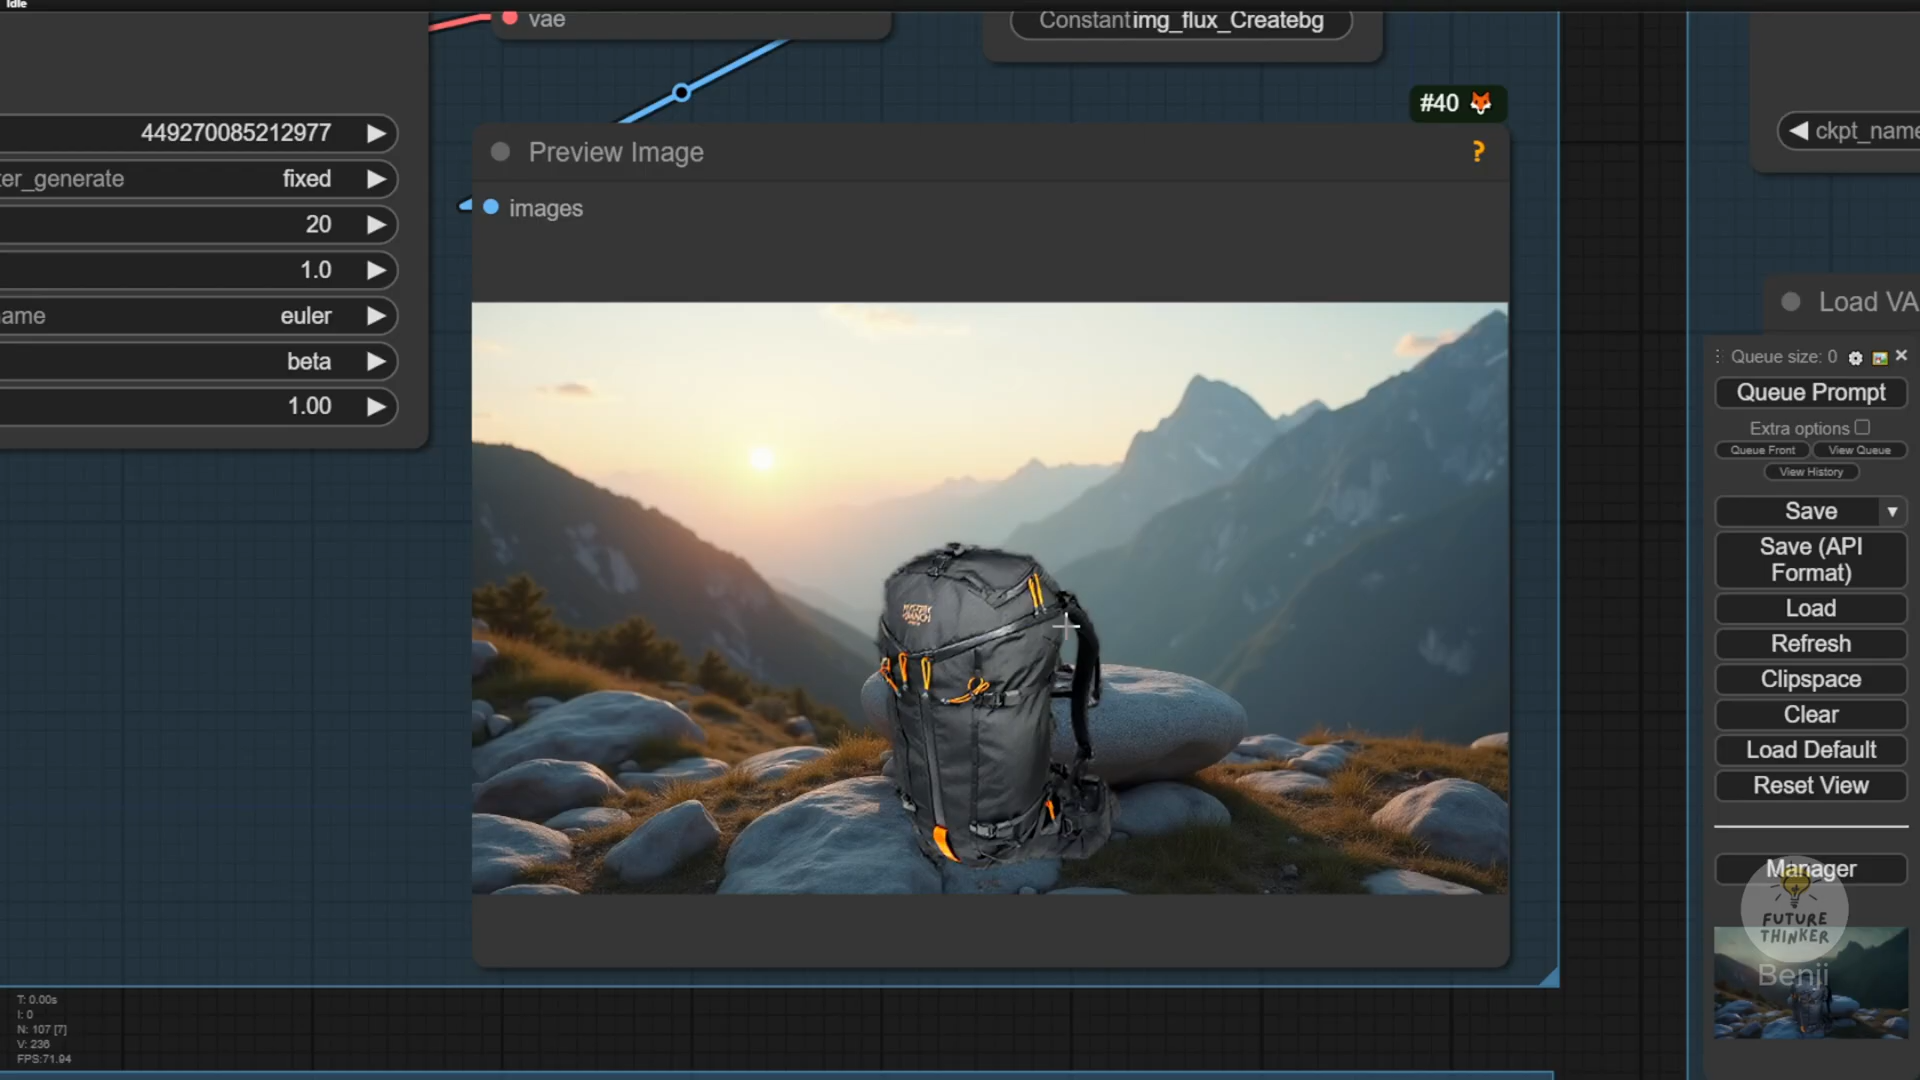 Idle
vae
Constant img_flux_Createbg
#40
449270085212977
Preview Image
?
ckpt_name
ter_generate fixed
images
20
1.0
Load VA
ame euler
beta
Queue size: 0
Queue Prompt
1.00
Extra options
Queue Front View Queue
View History
Save
Save (API
Format)
Load
MYSTERY
RANCH
Refresh
Clipspace
Clear
Load Default
Reset View
Manager
FUTURE
THINKER
Benji
T: 0.00s
I: 0
N: 107 [7]
V: 236
FPS:71.94